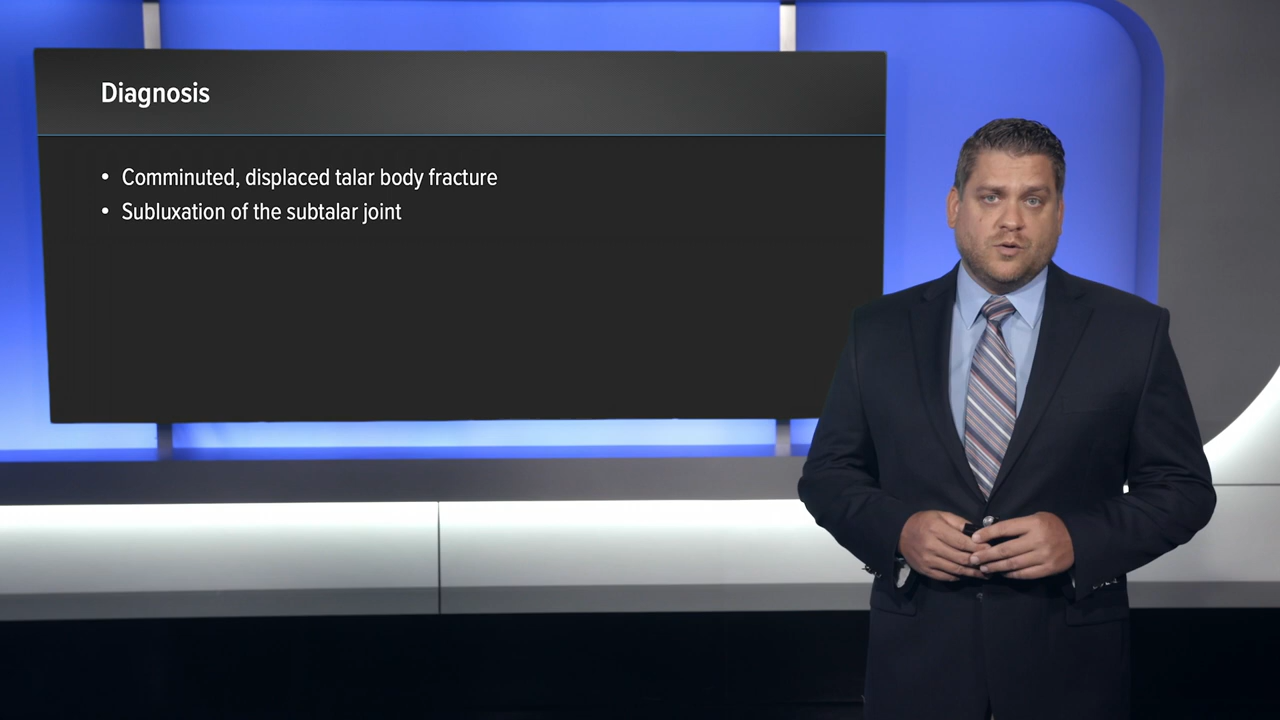 Diagnosis
• Comminuted, displaced talar body fracture
• Subluxation of the subtalar joint